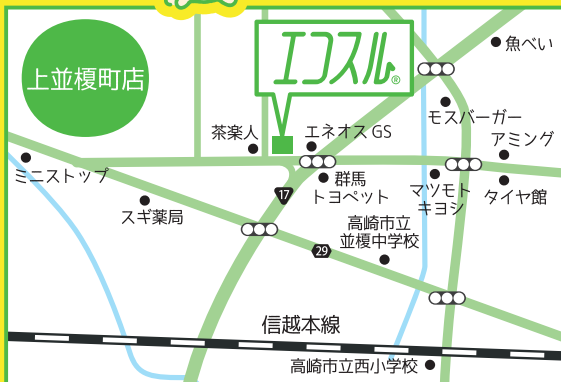 上並榎町店
エコスル®
魚べい
モスバーガー
茶楽人
エネオスGS
アミング
ミニストップ
群馬
トヨペット
マツモト
キヨシ
タイヤ館
17
スギ薬局
高崎市立
並榎中学校
29
信越本線
高崎市立西小学校